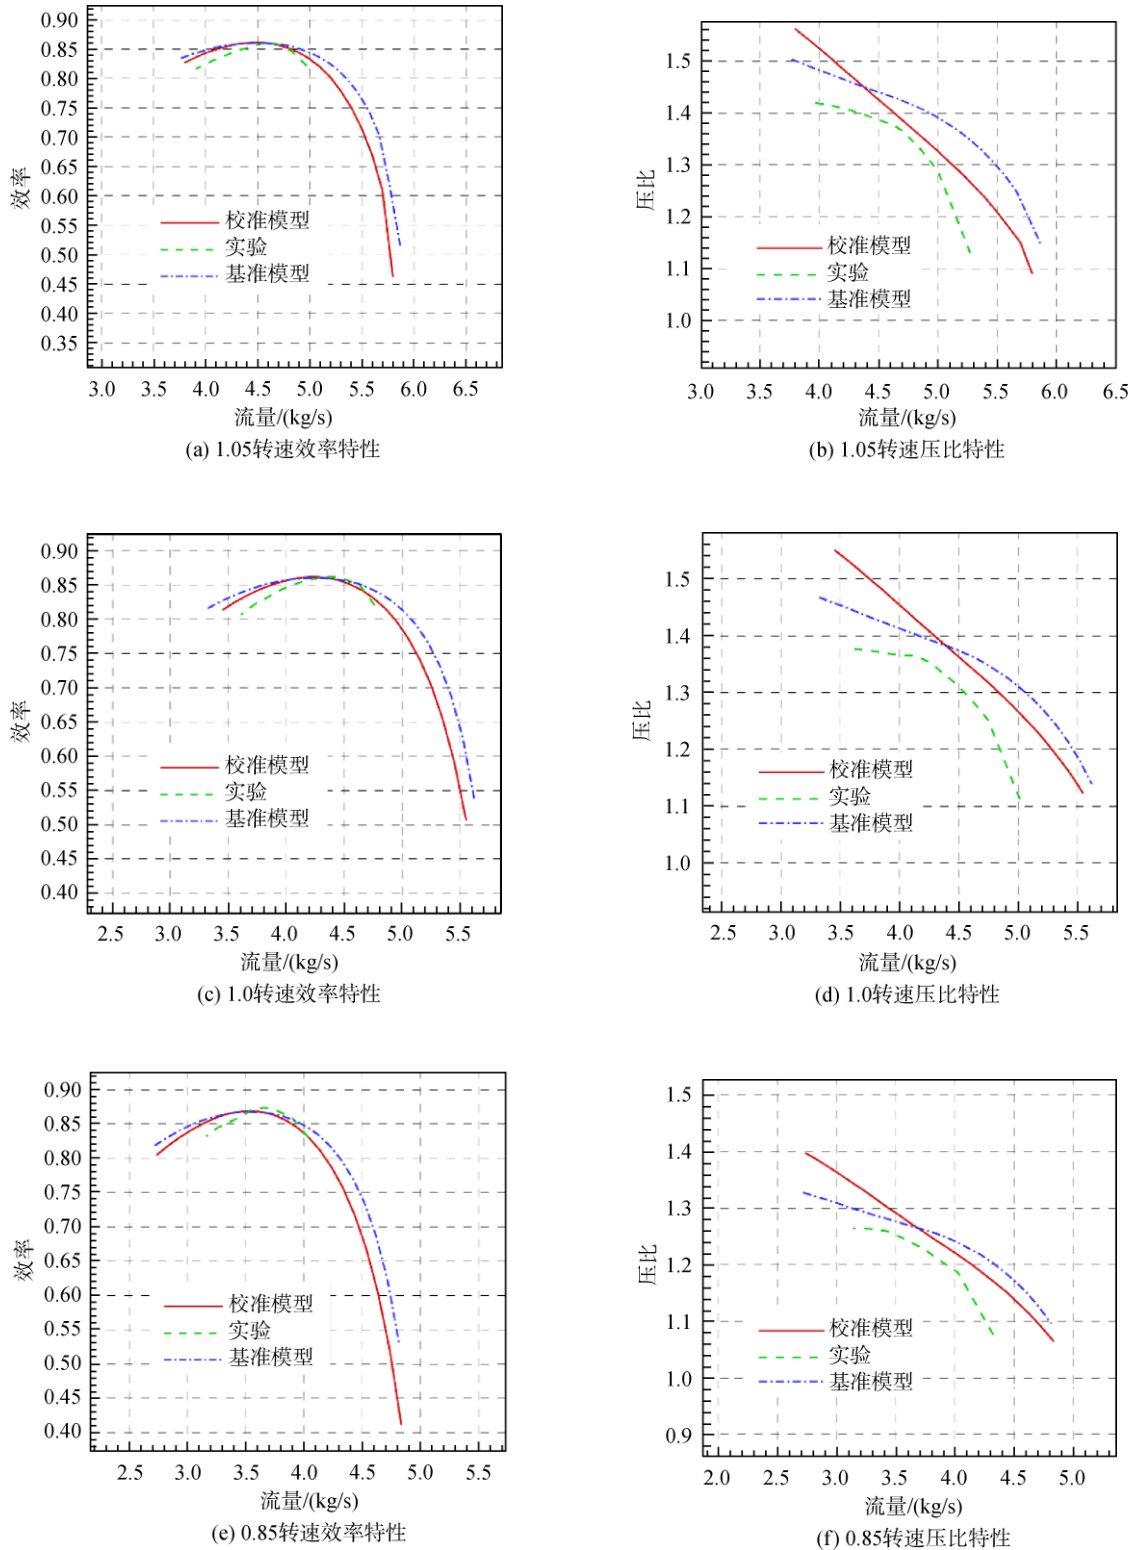 0.90
0.85
0.80
0.75
0.70
0.65
0.60
0.55
0.50
0.45
0.40
0.35
效率
校准模型
实验
基准模型
3.0 3.5 4.0 4.5 5.0 5.5 6.0 6.5
流量/(kg/s)
(a) 1.05转速效率特性
1.5
1.4
1.3
1.2
1.1
1.0
压比
校准模型
实验
基准模型
3.0 3.5 4.0 4.5 5.0 5.5 6.0 6.5
流量/(kg/s)
(b) 1.05转速压比特性
0.90
0.85
0.80
0.75
0.70
0.65
0.60
0.55
0.50
0.45
0.40
效率
校准模型
实验
基准模型
2.5 3.0 3.5 4.0 4.5 5.0 5.5
流量/(kg/s)
(c) 1.0转速效率特性
1.5
1.4
1.3
1.2
1.1
1.0
压比
校准模型
实验
基准模型
2.5 3.0 3.5 4.0 4.5 5.0 5.5
流量/(kg/s)
(d) 1.0转速压比特性
0.90
0.85
0.80
0.75
0.70
0.65
0.60
0.55
0.50
0.45
0.40
效率
校准模型
实验
基准模型
2.5 3.0 3.5 4.0 4.5 5.0 5.5
流量/(kg/s)
(e) 0.85转速效率特性
1.5
1.4
1.3
1.2
1.1
1.0
0.9
压比
校准模型
实验
基准模型
2.0 2.5 3.0 3.5 4.0 4.5 5.0
流量/(kg/s)
(f) 0.85转速压比特性